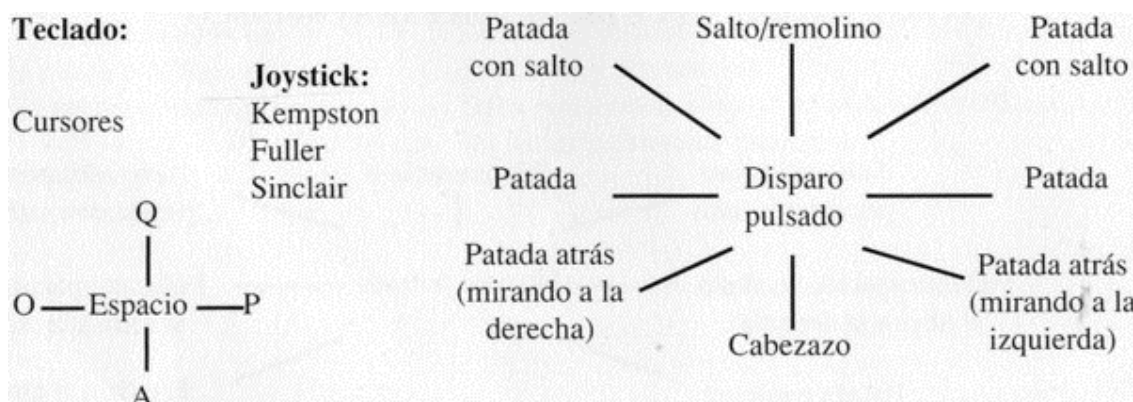 Teclado:
Cursores
Q
O Espacio P
A
Joystick:
Kempston
Fuller
Sinclair
Patada
con salto
Salto/remolino
Patada
con salto
Patada
Disparo
pulsado
Patada
Patada atrás
(mirando a la
derecha)
Cabezazo
Patada atrás
(mirando a la
izquierda)